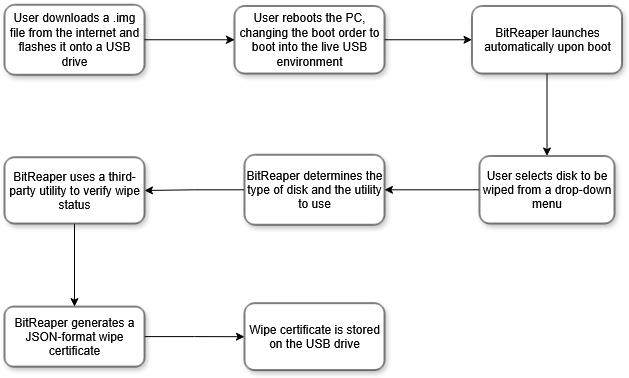 User downloads a .img
file from the internet and
flashes it onto a USB
drive
User reboots the PC,
changing the boot order to
boot into the live USB
environment
BitReaper launches
automatically upon boot
User selects disk to be
wiped from a drop-down
menu
BitReaper determines the
type of disk and the utility
to use
BitReaper uses a third-
party utility to verify wipe
status
BitReaper generates a
JSON-format wipe
certificate
Wipe certificate is stored
on the USB drive